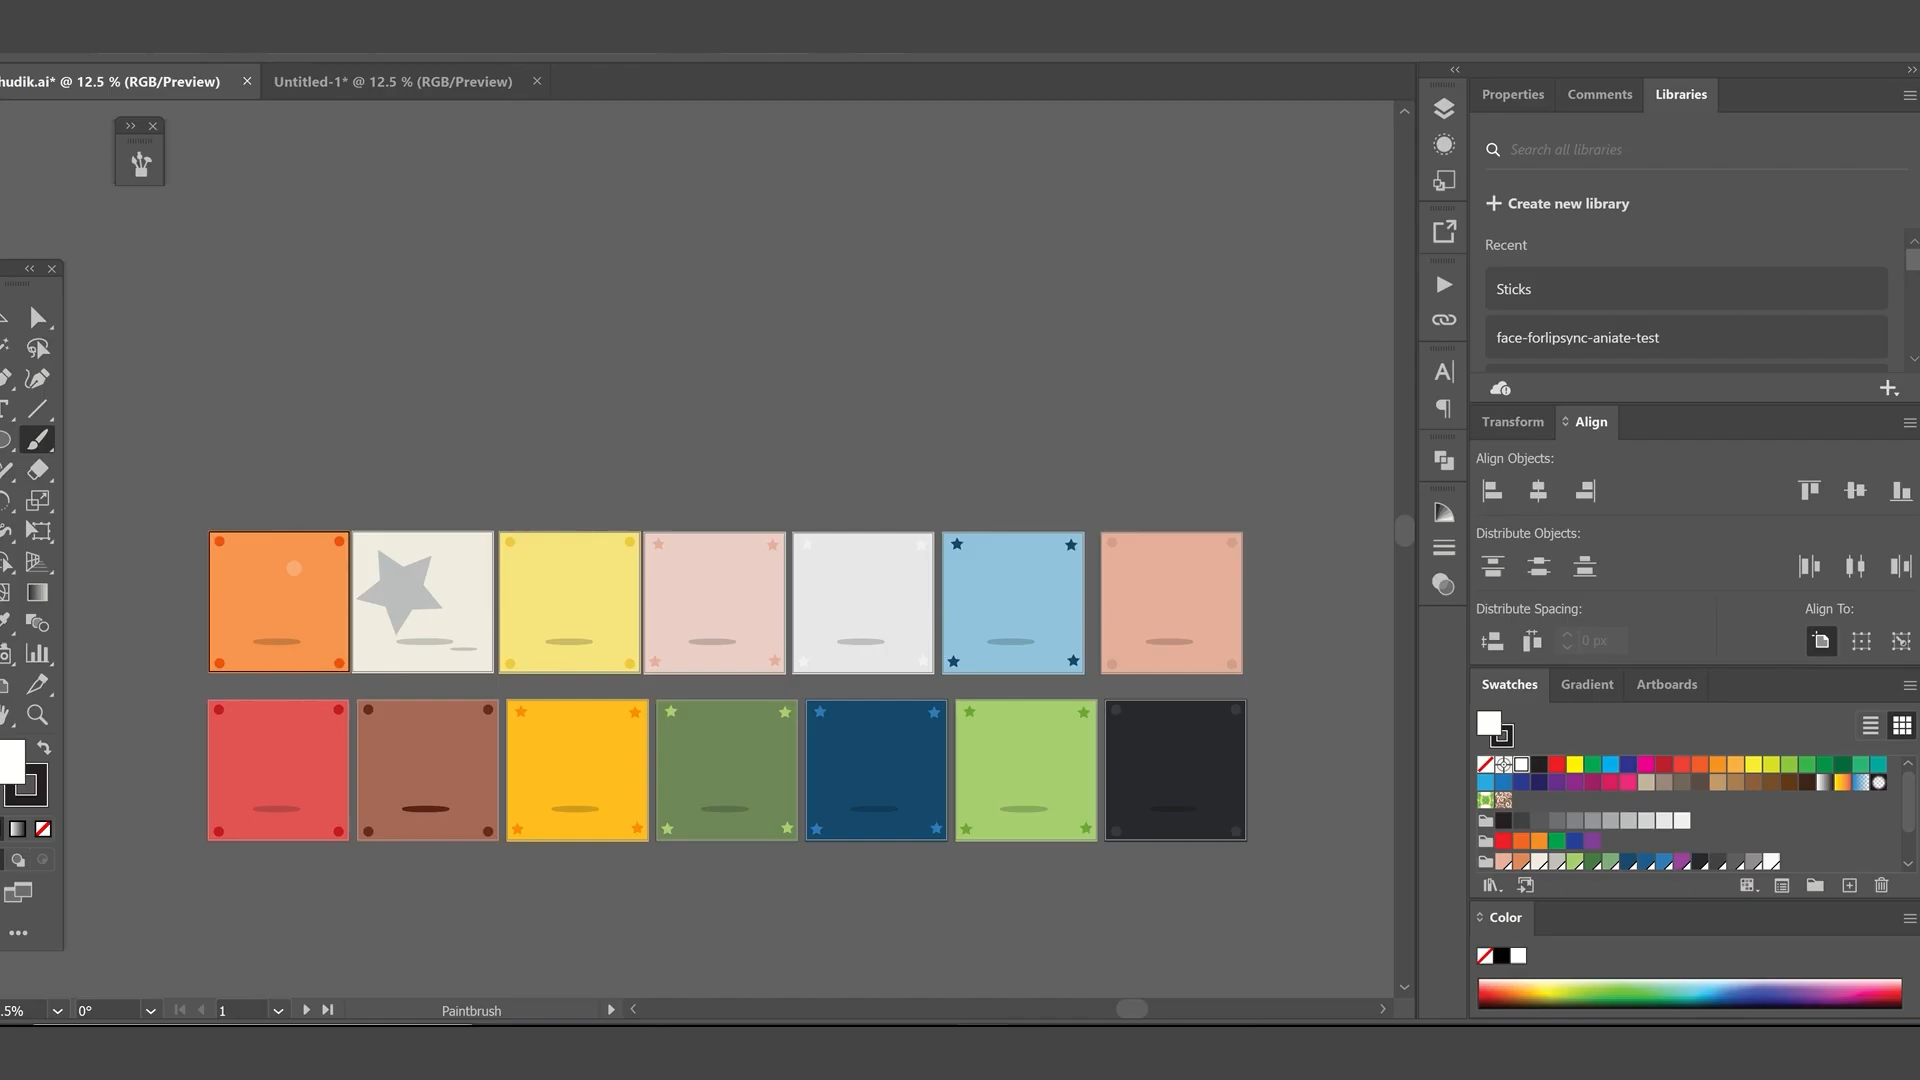 hudik.ai* @ 12.5 % (RGB/Preview)
Untitled-1* @ 12.5 % (RGB/Preview)
Properties
Comments
Libraries
Search all libraries
Create new library
Recent
Sticks
face-forlipsync-aniate-test
Transform
Align
Align Objects:
Distribute Objects:
Distribute Spacing:
Align To:
0 px
Swatches
Gradient
Artboards
Color
.5%
0°
1
Paintbrush